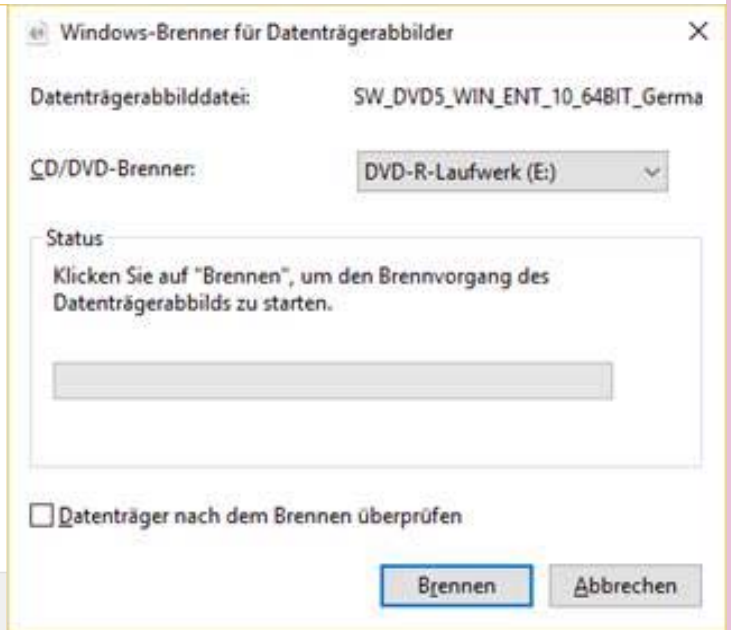 Windows-Brenner für Datenträgerabbilder
Datenträgerabbilddatei: SW_DVD5_WIN_ENT_10_64BIT_Germa
CD/DVD-Brenner: DVD-R-Laufwerk (E:)
Status
Klicken Sie auf "Brennen", um den Brennvorgang des
Datenträgerabbilds zu starten.
Datenträger nach dem Brennen überprüfen
Brennen Abbrechen